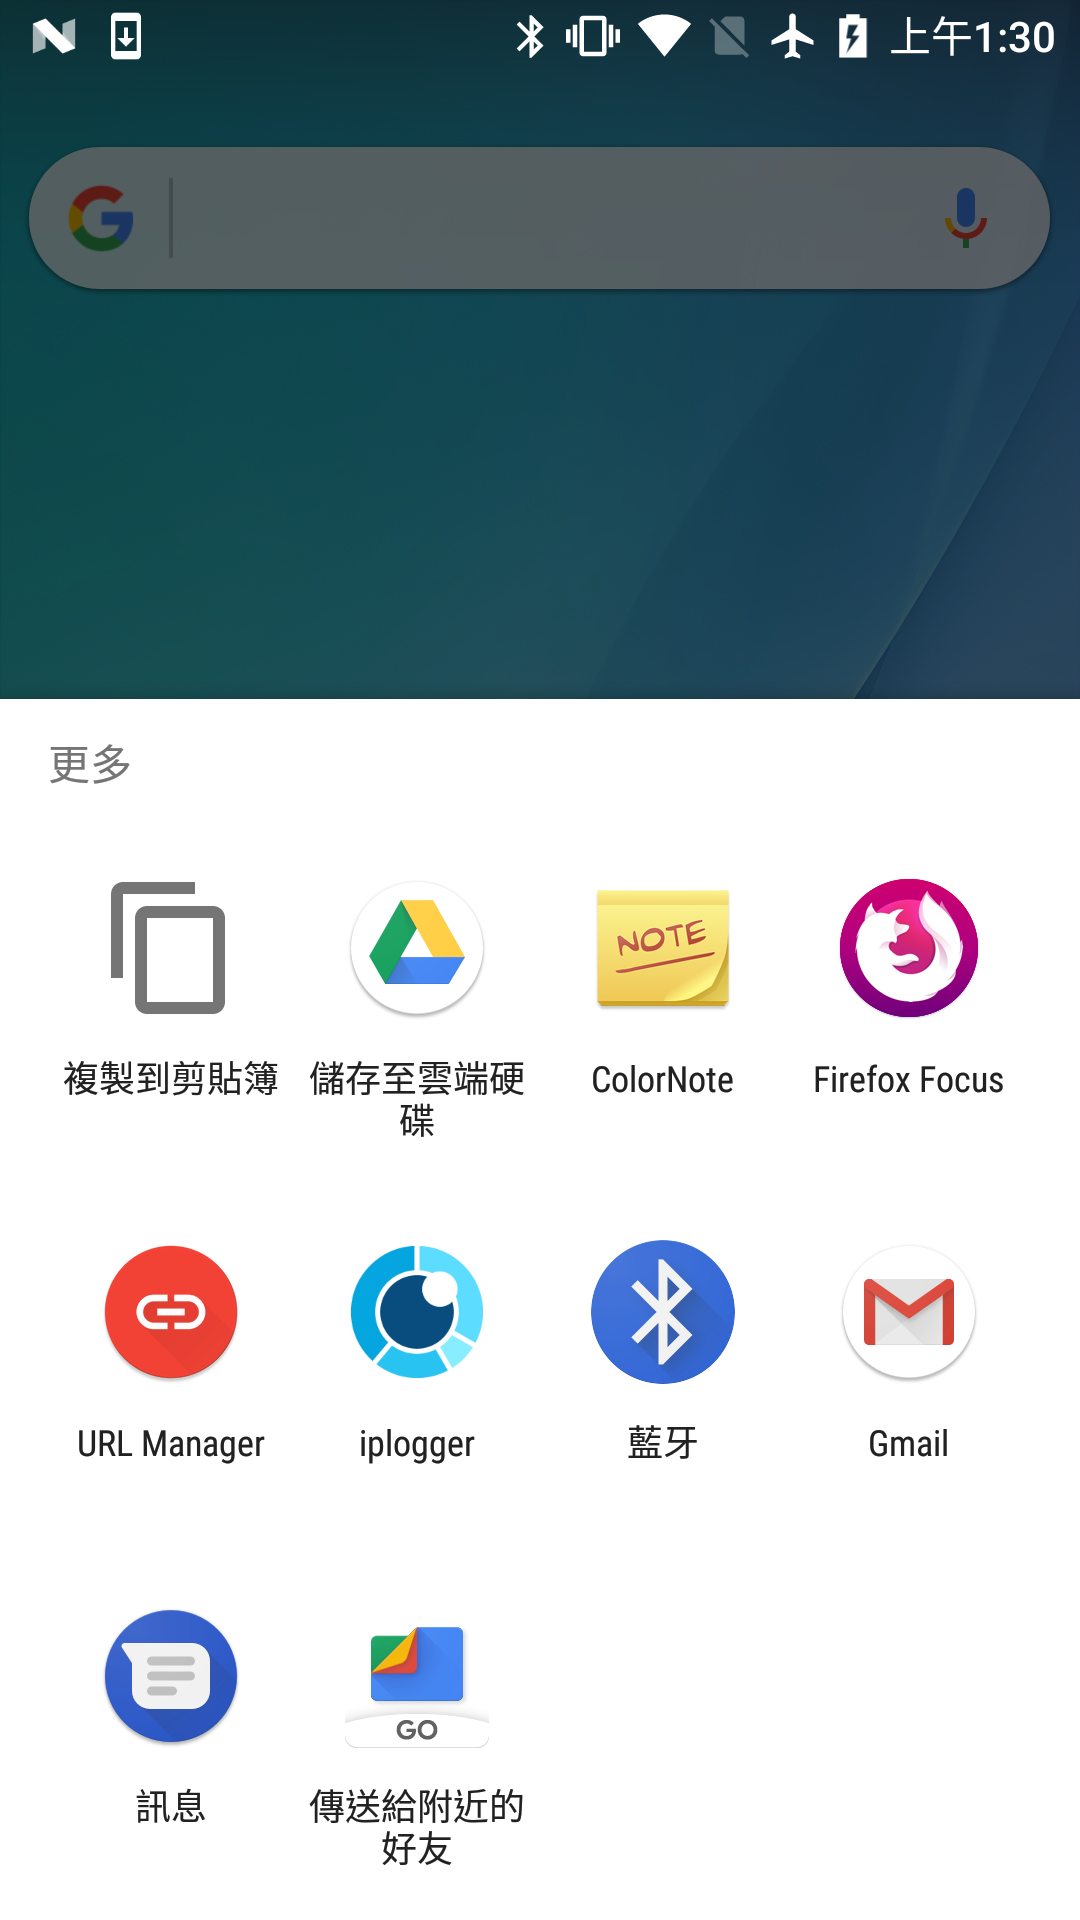 上午1:30
更多
NOTE
複製到剪貼簿
儲存至雲端硬
碟
ColorNote
Firefox Focus
URL Manager
iplogger
藍牙
Gmail
GO
訊息
傳送給附近的
好友